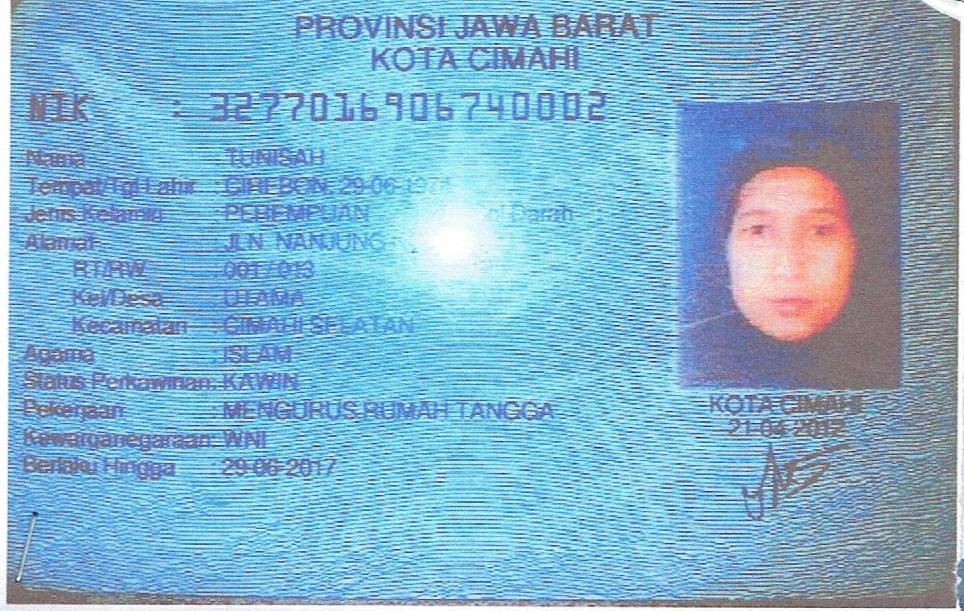 PROVINSI JAWA BARAT
KOTA CIMAHI
NIK : 3277016906740002
Nama : TUNISAH
Tempat/Tgl Lahir : CIREBON, 29-06-1974
Jenis Kelamin : PEREMPUAN Darah :
Alamat : JLN. NANJUNG
RT/RW : 001 / 013
Kel/Desa : UTAMA
Kecamatan : CIMAHI SELATAN
Agama : ISLAM
Status Perkawinan: KAWIN
Pekerjaan : MENGURUS RUMAH TANGGA
Kewarganegaraan: WNI
Berlaku Hingga : 29-06-2017
KOTA CIMAHI
21-04-2012